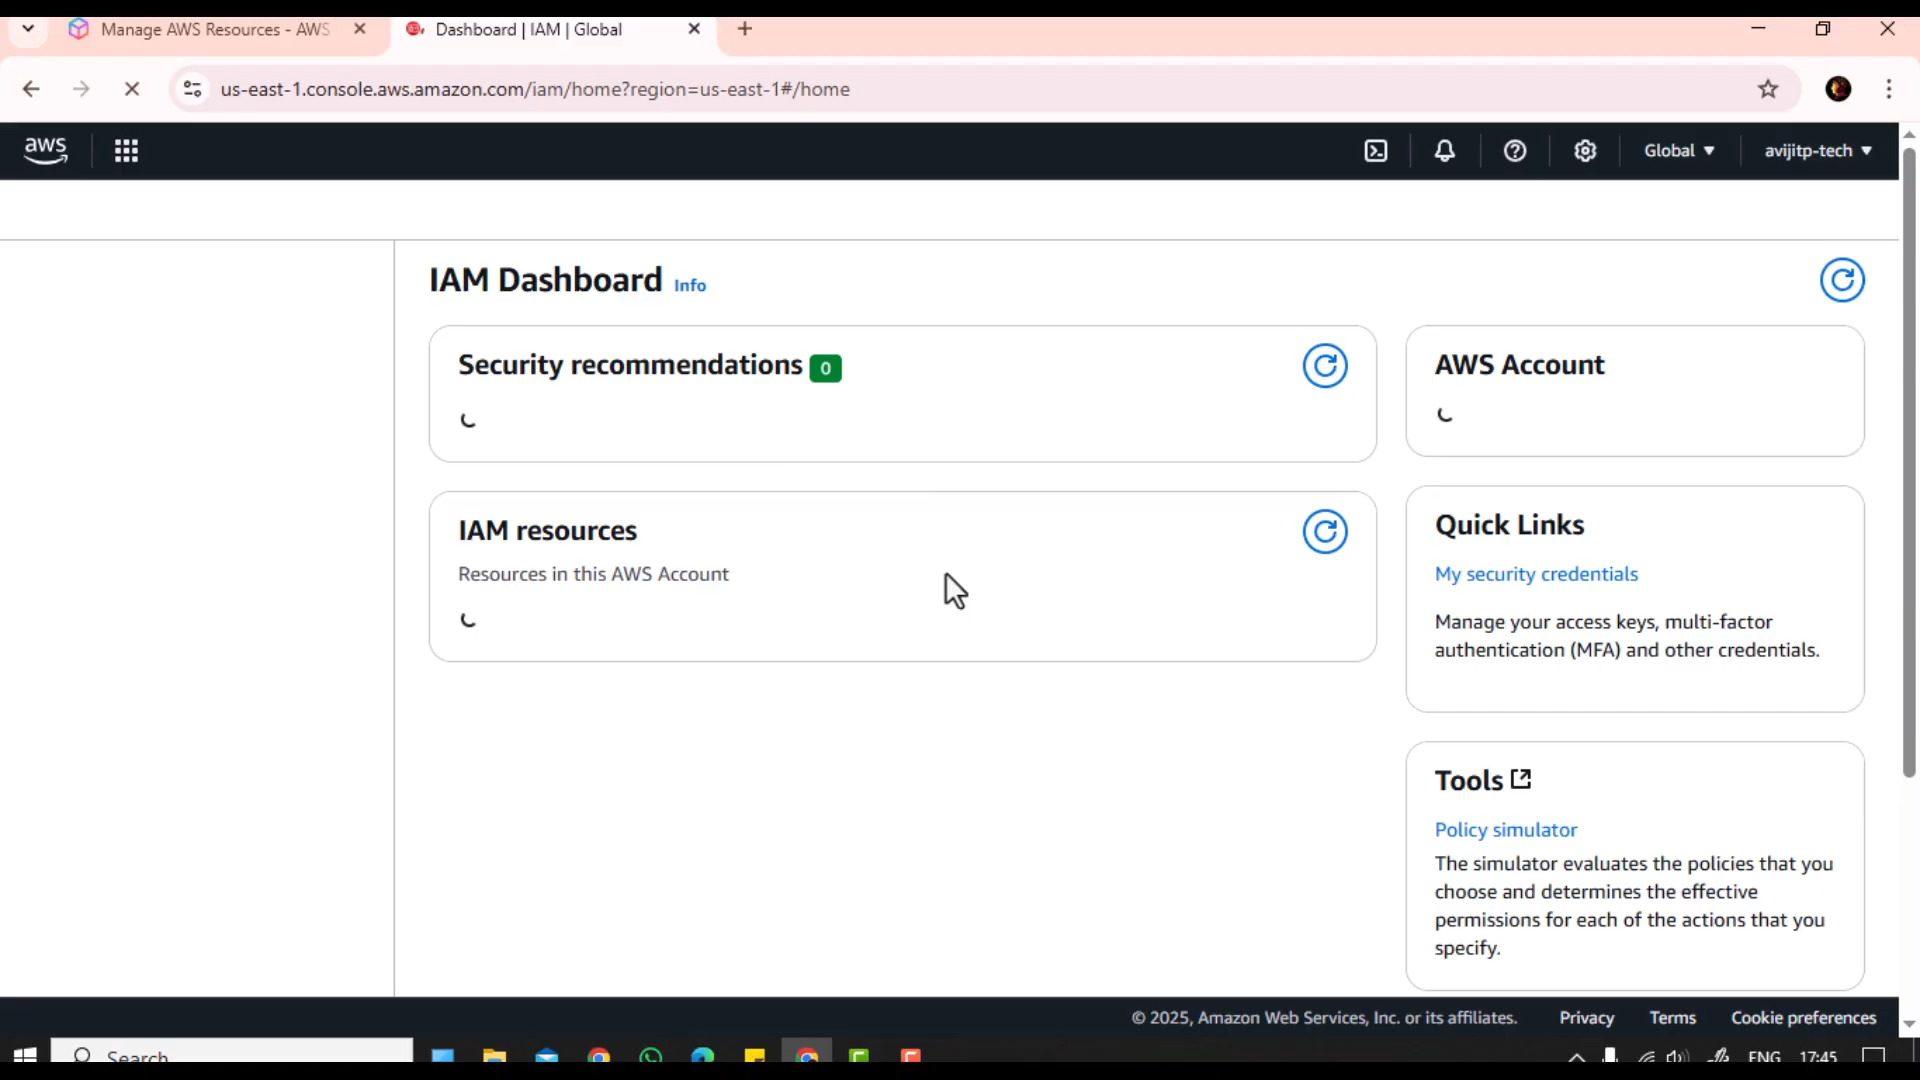 Manage AWS Resources - AWS
Dashboard | IAM | Global
us-east-1.console.aws.amazon.com/iam/home?region=us-east-1#/home
aws
Global
avijitp-tech
IAM Dashboard Info
Security recommendations 0
AWS Account
IAM resources
Resources in this AWS Account
Quick Links
My security credentials
Manage your access keys, multi-factor
authentication (MFA) and other credentials.
Tools
Policy simulator
The simulator evaluates the policies that you
choose and determines the effective
permissions for each of the actions that you
specify.
© 2025, Amazon Web Services, Inc. or its affiliates.
Privacy
Terms
Cookie preferences
Search
ENG
17:45